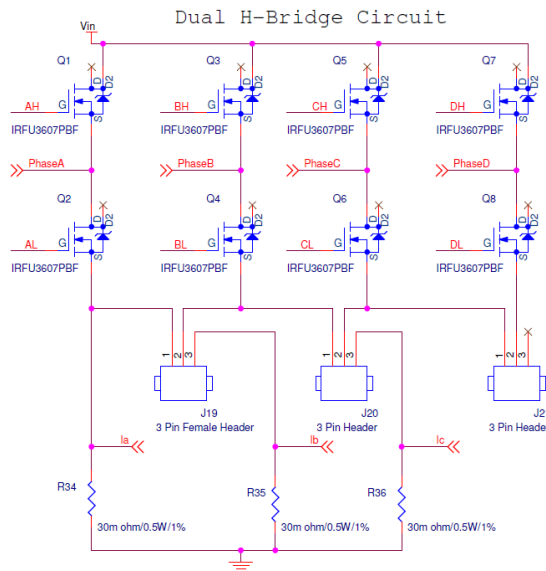 Dual H-Bridge Circuit
Vin
Q1 Q3 Q5 Q7
D D2 D D2 D D2 D D2
AH G BH G CH G DH G
S S S S
IRFU3607PBF IRFU3607PBF IRFU3607PBF IRFU3607PBF
PhaseA PhaseB PhaseC PhaseD
Q2 Q4 Q6 Q8
D D2 D D2 D D2 D D2
AL G BL G CL G DL G
S S S S
IRFU3607PBF IRFU3607PBF IRFU3607PBF IRFU3607PBF
1 2 3 1 2 3 1 2 3
J19 J20 J2
3 Pin Female Header 3 Pin Header 3 Pin Heade
Ia Ib Ic
R34 R35 R36
30m ohm/0.5W/1% 30m ohm/0.5W/1% 30m ohm/0.5W/1%